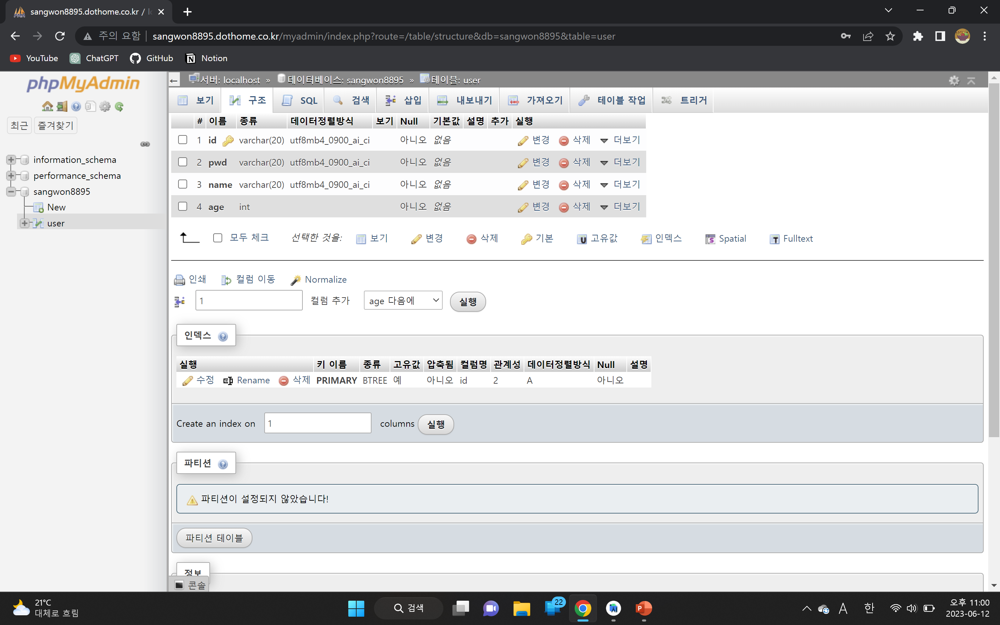 sangwon8895.dothome.co.kr / lo
주의 요함 sangwon8895.dothome.co.kr/myadmin/index.php?route=/table/structure&db=sangwon8895&table=user
YouTube ChatGPT GitHub Notion
phpMyAdmin
최근 즐겨찾기
information_schema
performance_schema
sangwon8895
New
user
서버: localhost » 데이터베이스: sangwon8895 » 테이블: user
보기 구조 SQL 검색 삽입 내보내기 가져오기 테이블 작업 트리거
# 이름 종류 데이터정렬방식 보기 Null 기본값 설명 추가 실행
1 id varchar(20) utf8mb4_0900_ai_ci 아니오 없음 변경 삭제 더보기
2 pwd varchar(20) utf8mb4_0900_ai_ci 아니오 없음 변경 삭제 더보기
3 name varchar(20) utf8mb4_0900_ai_ci 아니오 없음 변경 삭제 더보기
4 age int 아니오 없음 변경 삭제 더보기
모두 체크 선택한 것을: 보기 변경 삭제 기본 고유값 인덱스 Spatial Fulltext
인쇄 컬럼 이동 Normalize
1 컬럼 추가 age 다음에 실행
인덱스
실행 키 이름 종류 고유값 압축됨 컬럼명 관계성 데이터정렬방식 Null 설명
수정 Rename 삭제 PRIMARY BTREE 예 아니오 id 2 A 아니오
Create an index on 1 columns 실행
파티션
파티션이 설정되지 않았습니다!
파티션 테이블
정보
콘솔
21°C
대체로 흐림
검색
22
A 한
오후 11:00
2023-06-12